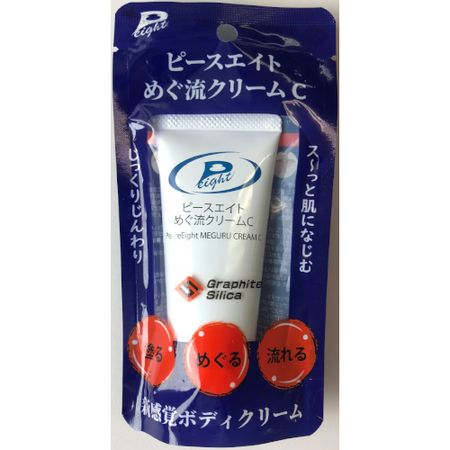 P
eight
ピースエイト
めぐ流クリームC
じっくりじんわり
スーっと肌になじむ
P
eight
ピースエイト
めぐ流クリームC
PeaceEight MEGURU CREAM C
Graphite
Silica
塗る
めぐる
流れる
新感覚ボディクリーム